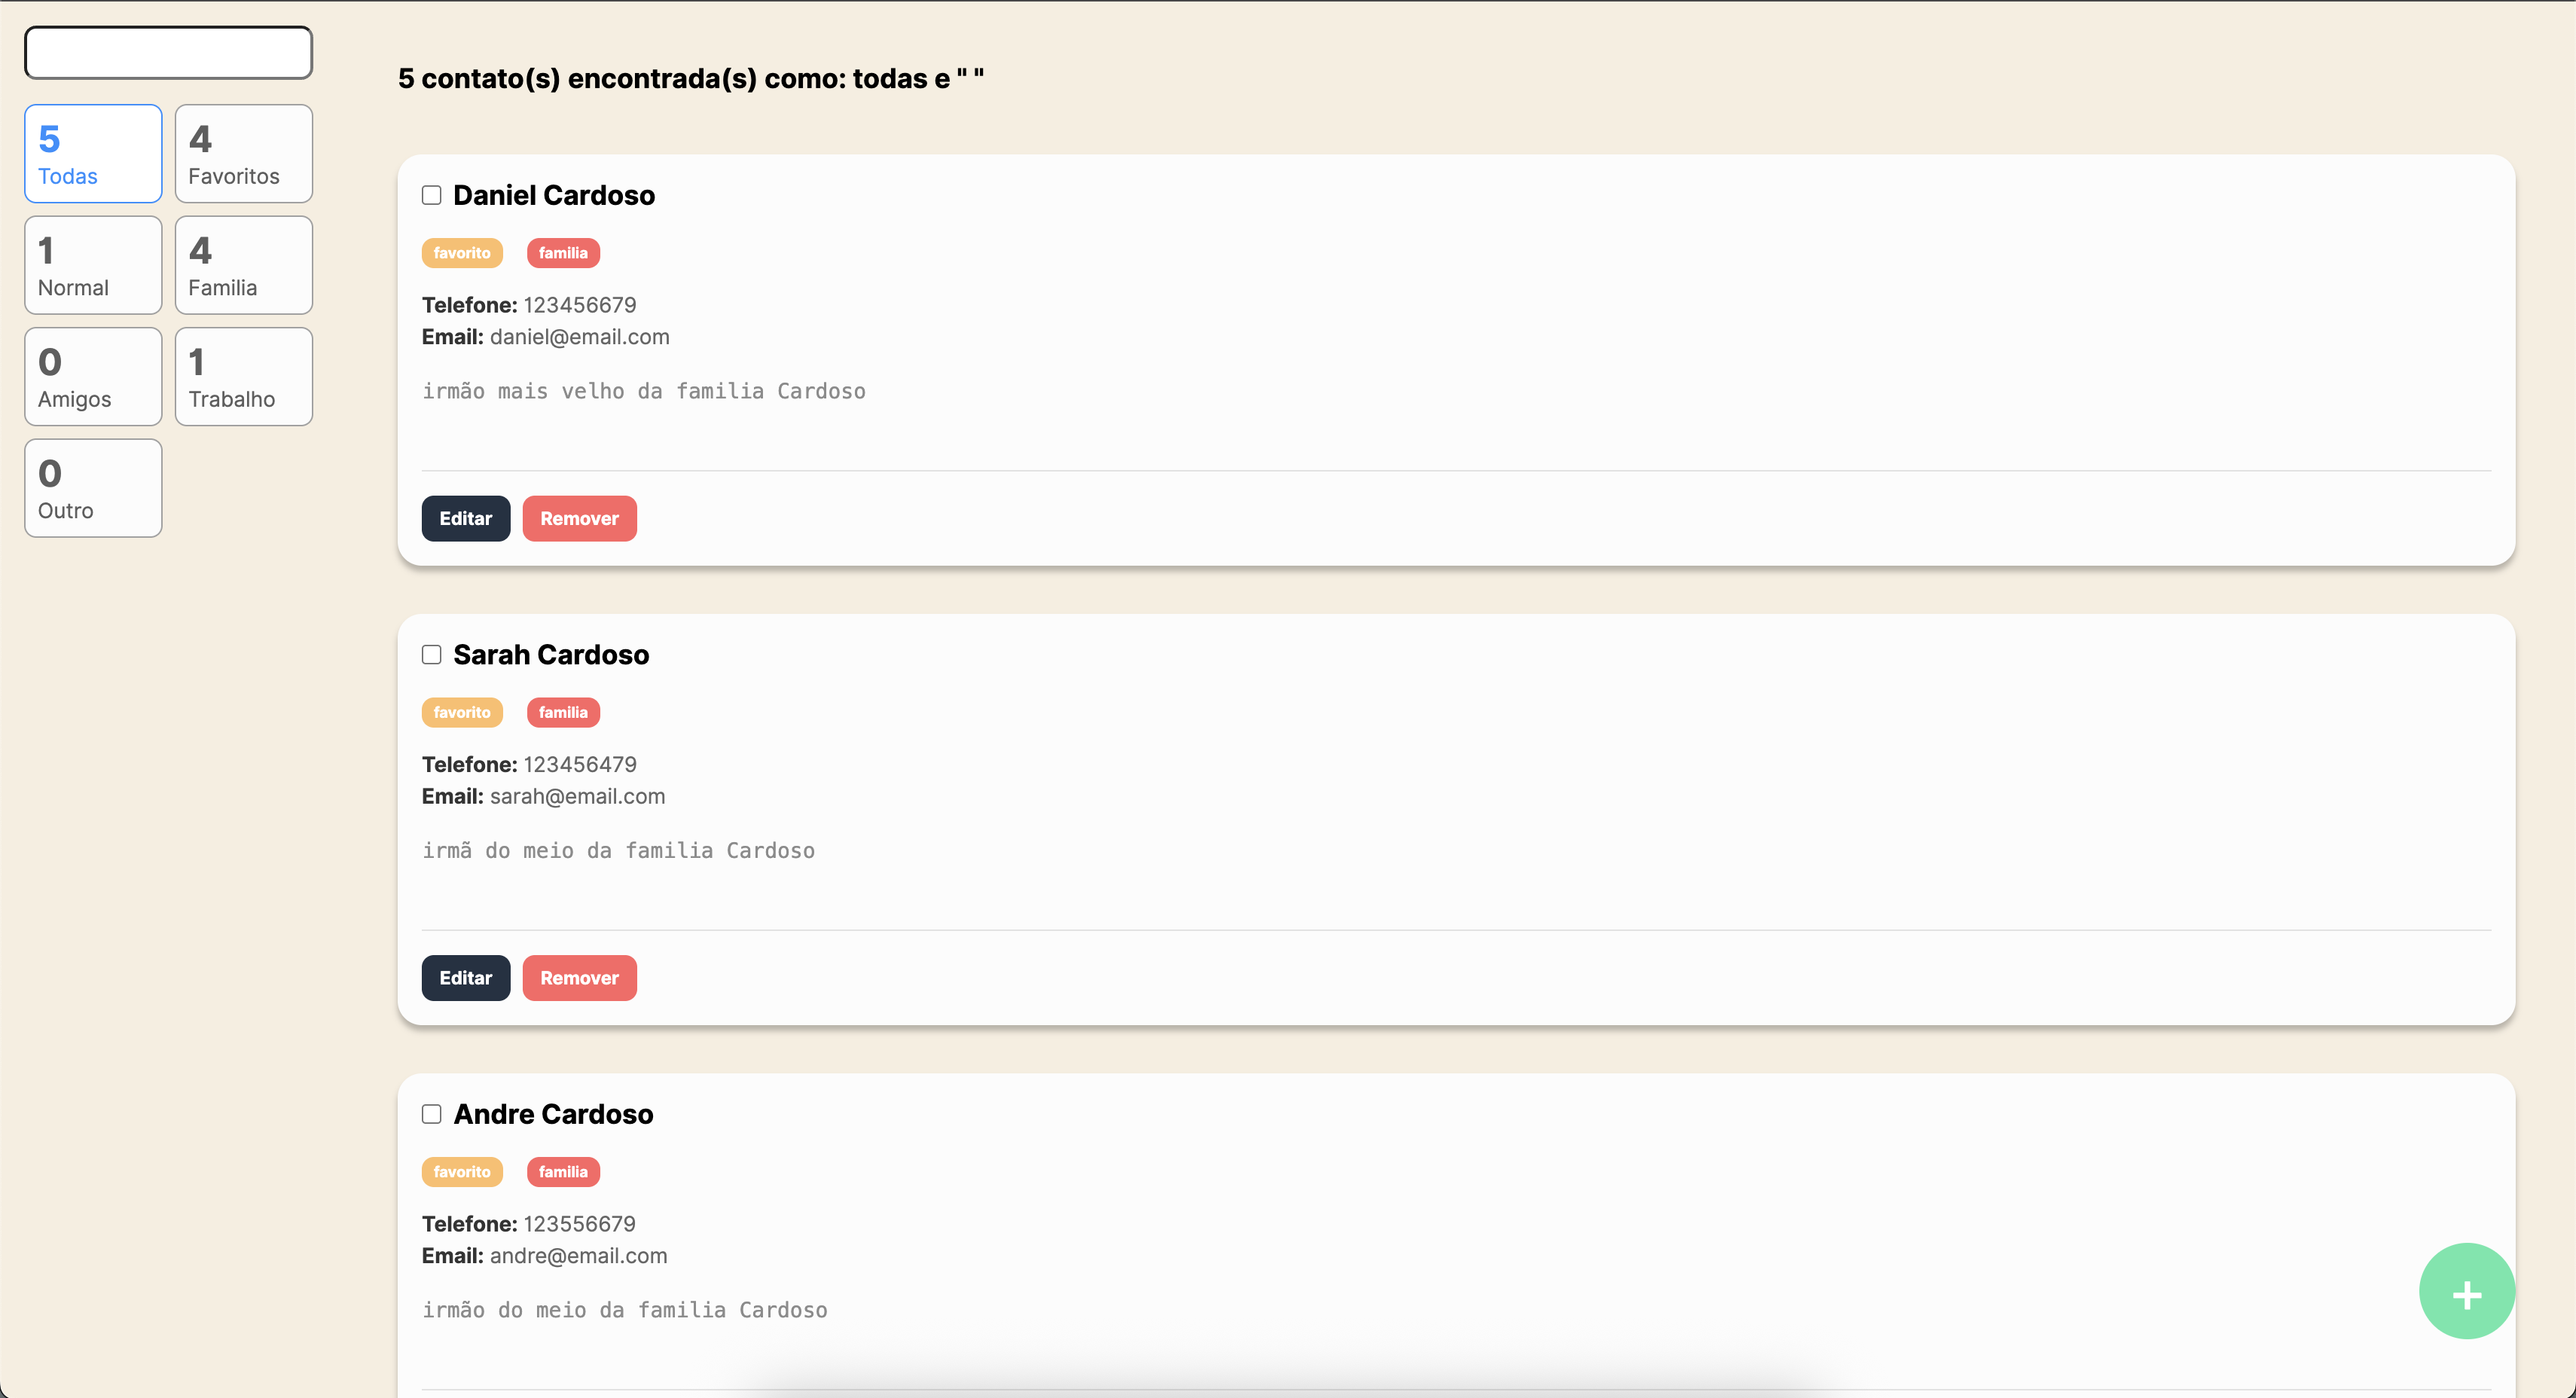 5
Todas
4
Favoritos
1
Normal
4
Familia
0
Amigos
1
Trabalho
0
Outro
5 contato(s) encontrada(s) como: todas e " "
Daniel Cardoso
favorito familia
Telefone: 123456679
Email: daniel@email.com
irmão mais velho da familia Cardoso
Editar Remover
Sarah Cardoso
favorito familia
Telefone: 123456479
Email: sarah@email.com
irmã do meio da familia Cardoso
Editar Remover
Andre Cardoso
favorito familia
Telefone: 123556679
Email: andre@email.com
irmão do meio da familia Cardoso
+